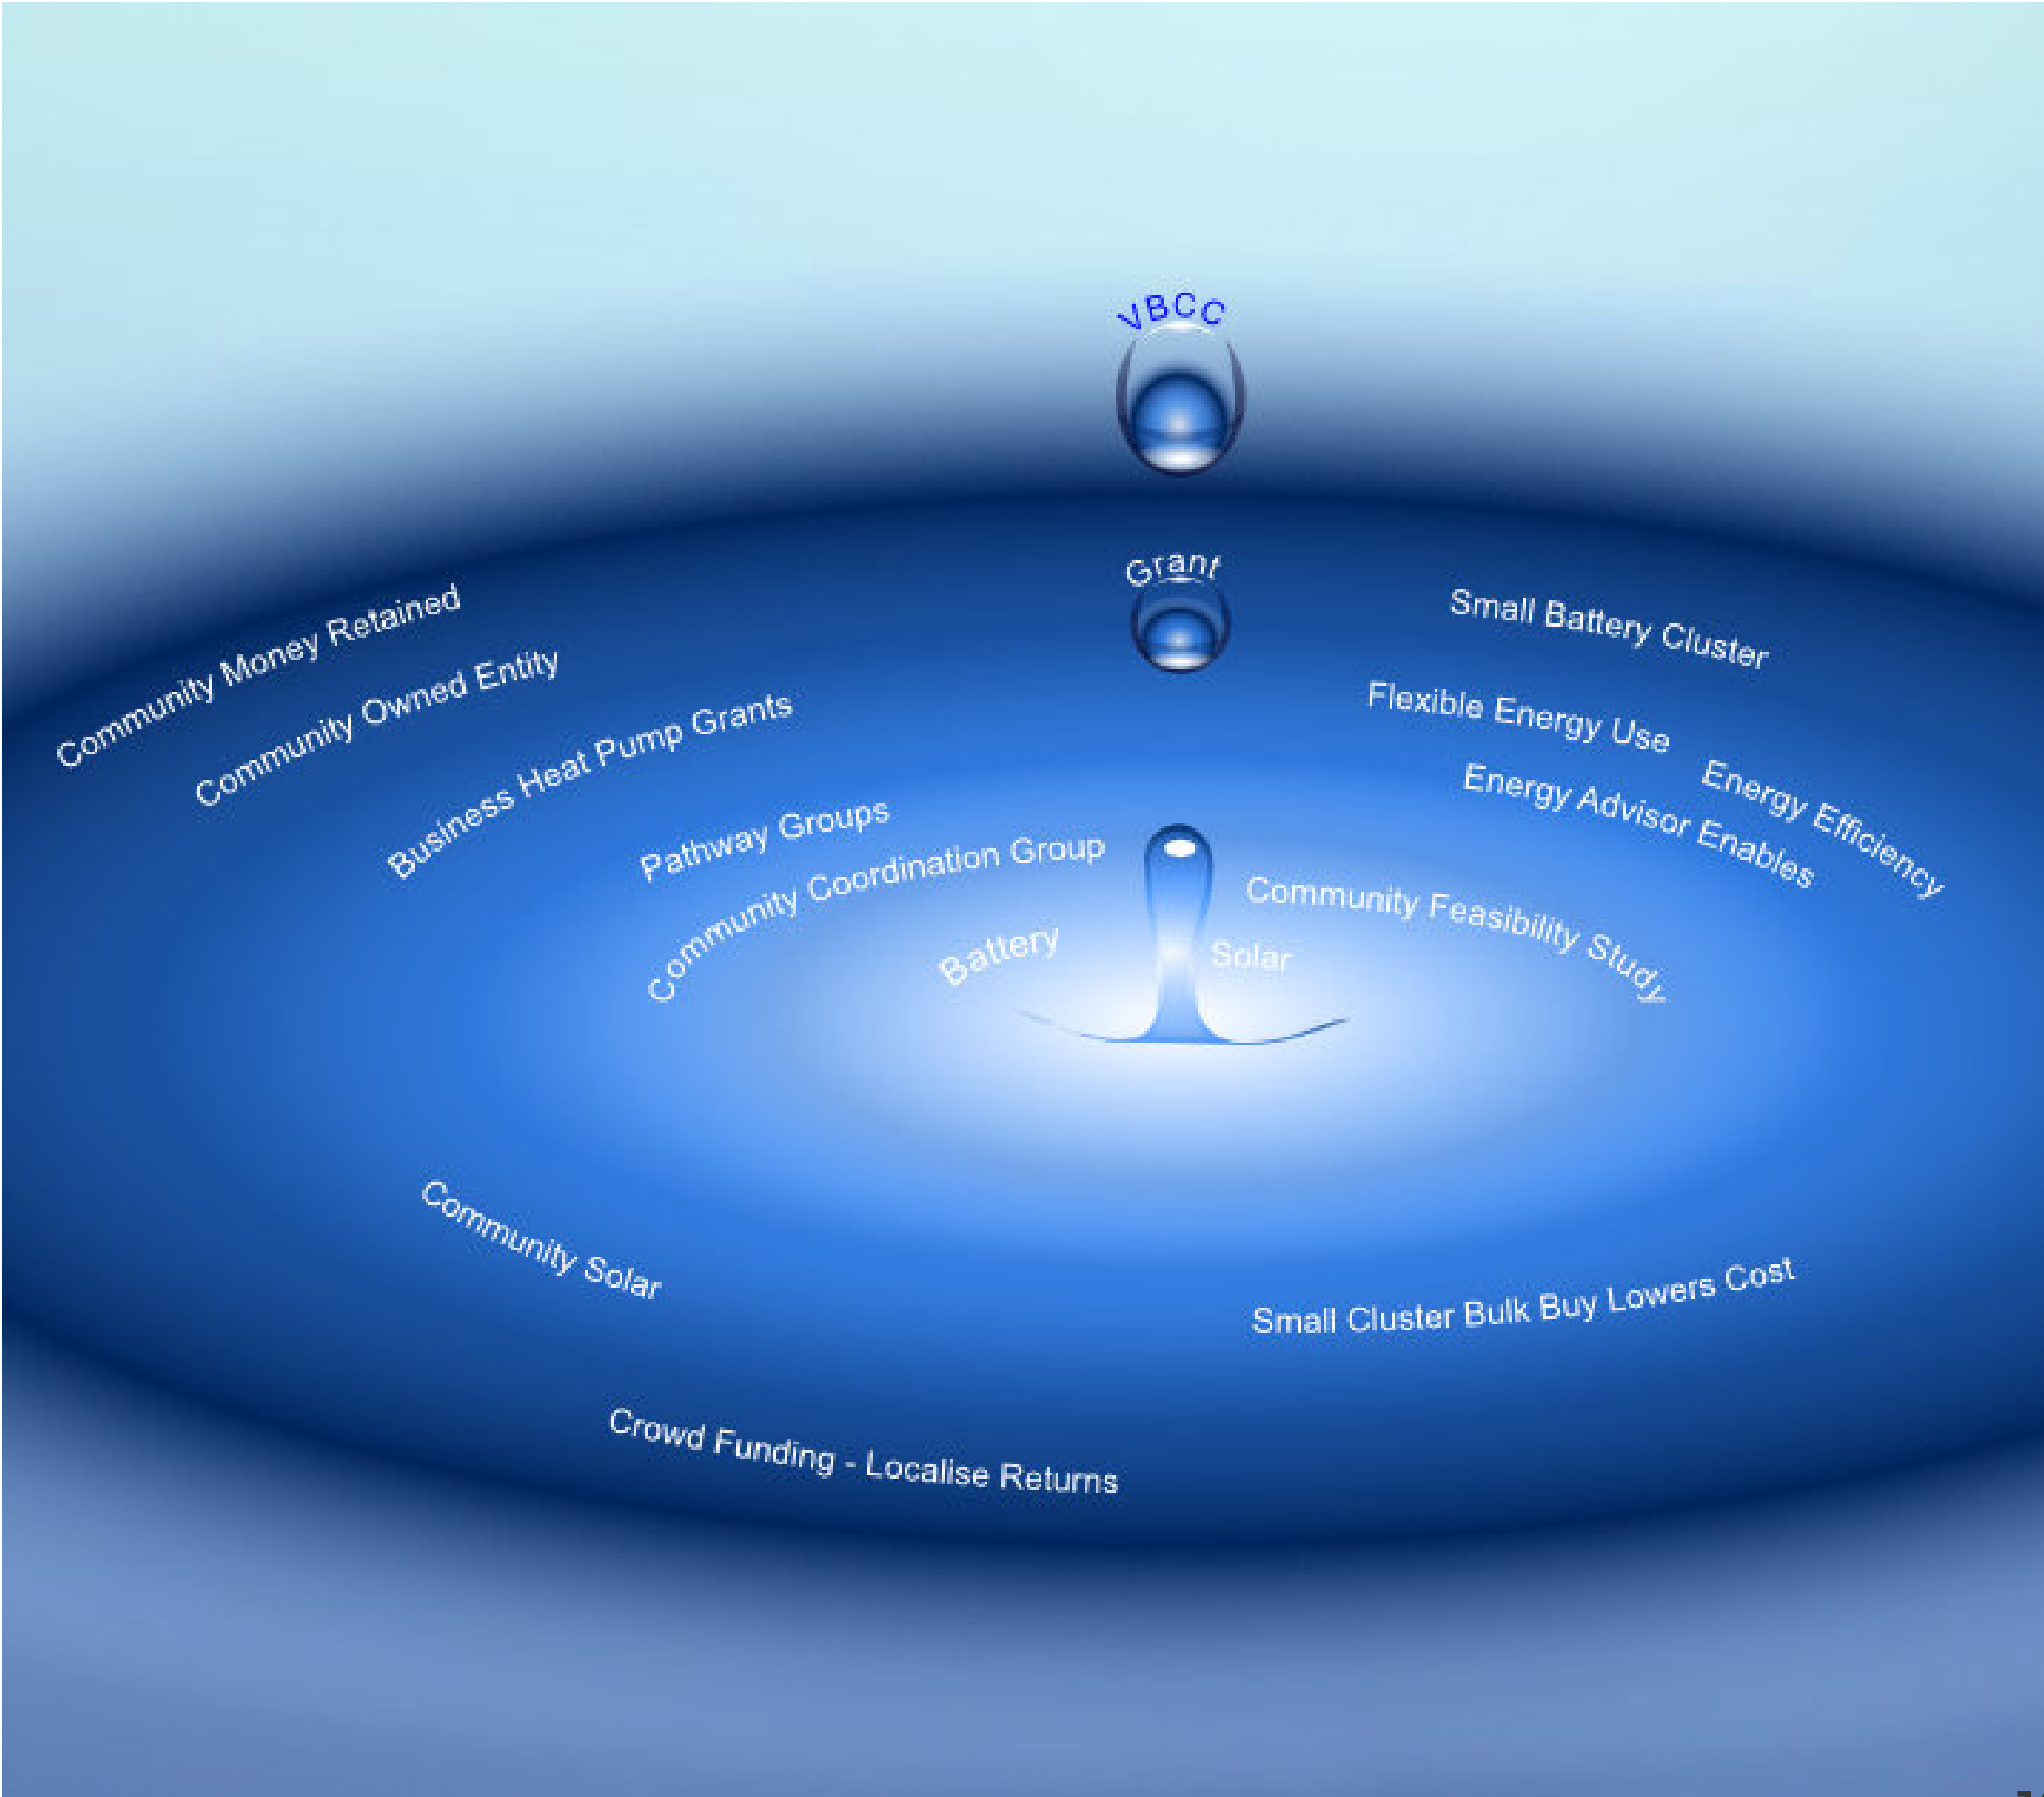 VBCC
Grant
Community Money Retained
Small Battery Cluster
Community Owned Entity
Flexible Energy Use
Business Heat Pump Grants
Energy Efficiency
Energy Advisor Enables
Pathway Groups
Community Coordination Group
Community Feasibility Study
Battery
Solar
Community Solar
Small Cluster Bulk Buy Lowers Cost
Crowd Funding - Localise Returns